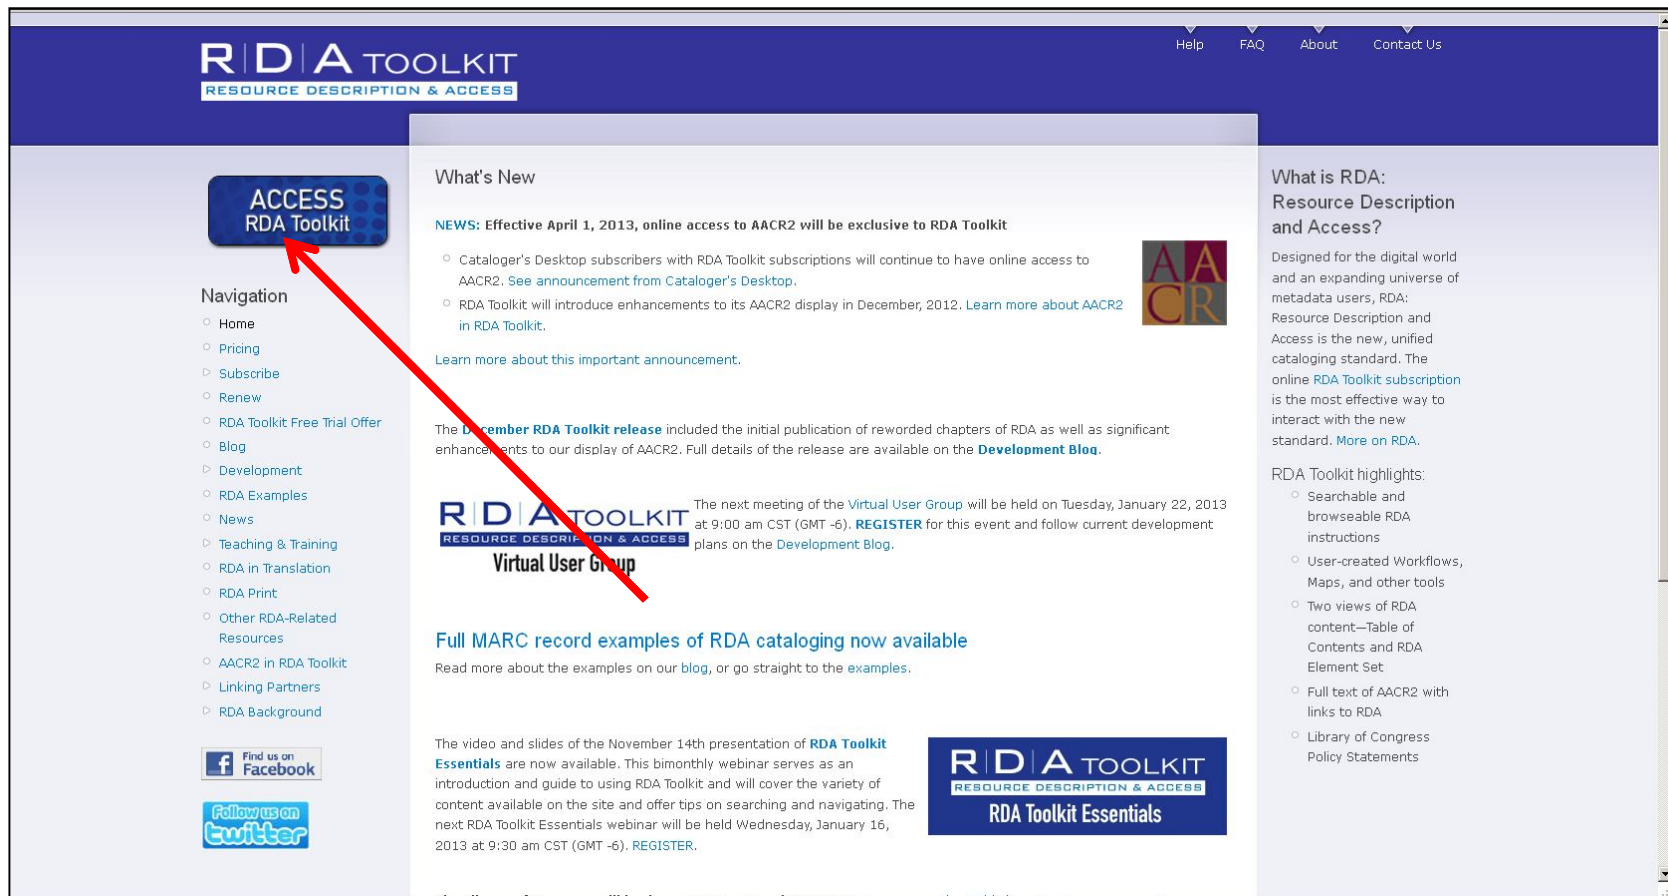 Help FAQ About Contact Us
R|D|A TOOLKIT
RESOURCE DESCRIPTION & ACCESS
ACCESS
RDA Toolkit
Navigation
Home
Pricing
Subscribe
Renew
RDA Toolkit Free Trial Offer
Blog
Development
RDA Examples
News
Teaching & Training
RDA in Translation
RDA Print
Other RDA-Related
Resources
AACR2 in RDA Toolkit
Linking Partners
RDA Background
Find us on
Facebook
Follow us on
twitter
What's New
NEWS: Effective April 1, 2013, online access to AACR2 will be exclusive to RDA Toolkit
Cataloger's Desktop subscribers with RDA Toolkit subscriptions will continue to have online access to
AACR2. See announcement from Cataloger's Desktop.
RDA Toolkit will introduce enhancements to its AACR2 display in December, 2012. Learn more about AACR2
in RDA Toolkit.
AA
CR
Learn more about this important announcement.
The December RDA Toolkit release included the initial publication of reworded chapters of RDA as well as significant
enhancements to our display of AACR2. Full details of the release are available on the Development Blog.
R|D|A TOOLKIT
RESOURCE DESCRIPTION & ACCESS
Virtual User Group
The next meeting of the Virtual User Group will be held on Tuesday, January 22, 2013
at 9:00 am CST (GMT -6). REGISTER for this event and follow current development
plans on the Development Blog.
Full MARC record examples of RDA cataloging now available
Read more about the examples on our blog, or go straight to the examples.
The video and slides of the November 14th presentation of RDA Toolkit
Essentials are now available. This bimonthly webinar serves as an
introduction and guide to using RDA Toolkit and will cover the variety of
content available on the site and offer tips on searching and navigating. The
next RDA Toolkit Essentials webinar will be held Wednesday, January 16,
2013 at 9:30 am CST (GMT -6). REGISTER.
R|D|A TOOLKIT
RESOURCE DESCRIPTION & ACCESS
RDA Toolkit Essentials
What is RDA:
Resource Description
and Access?
Designed for the digital world
and an expanding universe of
metadata users, RDA:
Resource Description and
Access is the new, unified
cataloging standard. The
online RDA Toolkit subscription
is the most effective way to
interact with the new
standard. More on RDA.
RDA Toolkit highlights:
Searchable and
browseable RDA
instructions
User-created Workflows,
Maps, and other tools
Two views of RDA
content—Table of
Contents and RDA
Element Set
Full text of AACR2 with
links to RDA
Library of Congress
Policy Statements